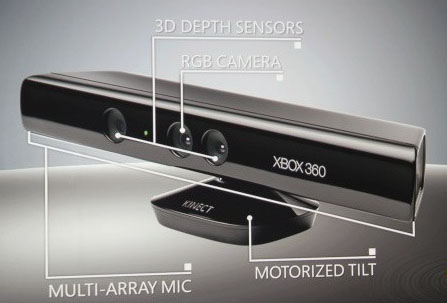 3D DEPTH SENSORS
RGB CAMERA
XBOX 360
KINECT
MOTORIZED TILT
MULTI-ARRAY MIC